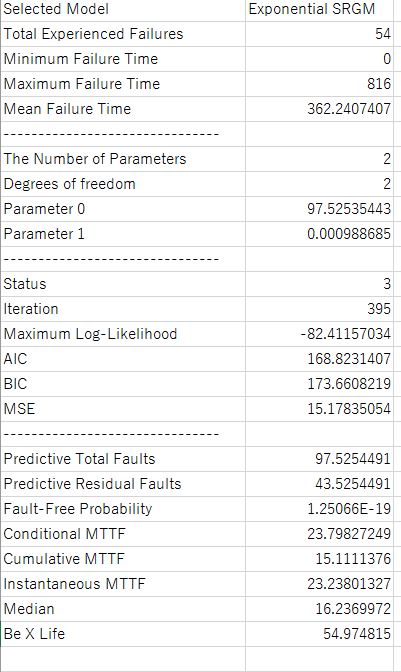 Selected Model Exponential SRGM
Total Experienced Failures 54
Minimum Failure Time 0
Maximum Failure Time 816
Mean Failure Time 362.2407407
-------------------------------
The Number of Parameters 2
Degrees of freedom 2
Parameter 0 97.52535443
Parameter 1 0.000988685
-------------------------------
Status 3
Iteration 395
Maximum Log-Likelihood -82.41157034
AIC 168.8231407
BIC 173.6608219
MSE 15.17835054
-------------------------------
Predictive Total Faults 97.5254491
Predictive Residual Faults 43.5254491
Fault-Free Probability 1.25066E-19
Conditional MTTF 23.79827249
Cumulative MTTF 15.1111376
Instantaneous MTTF 23.23801327
Median 16.2369972
Be X Life 54.974815